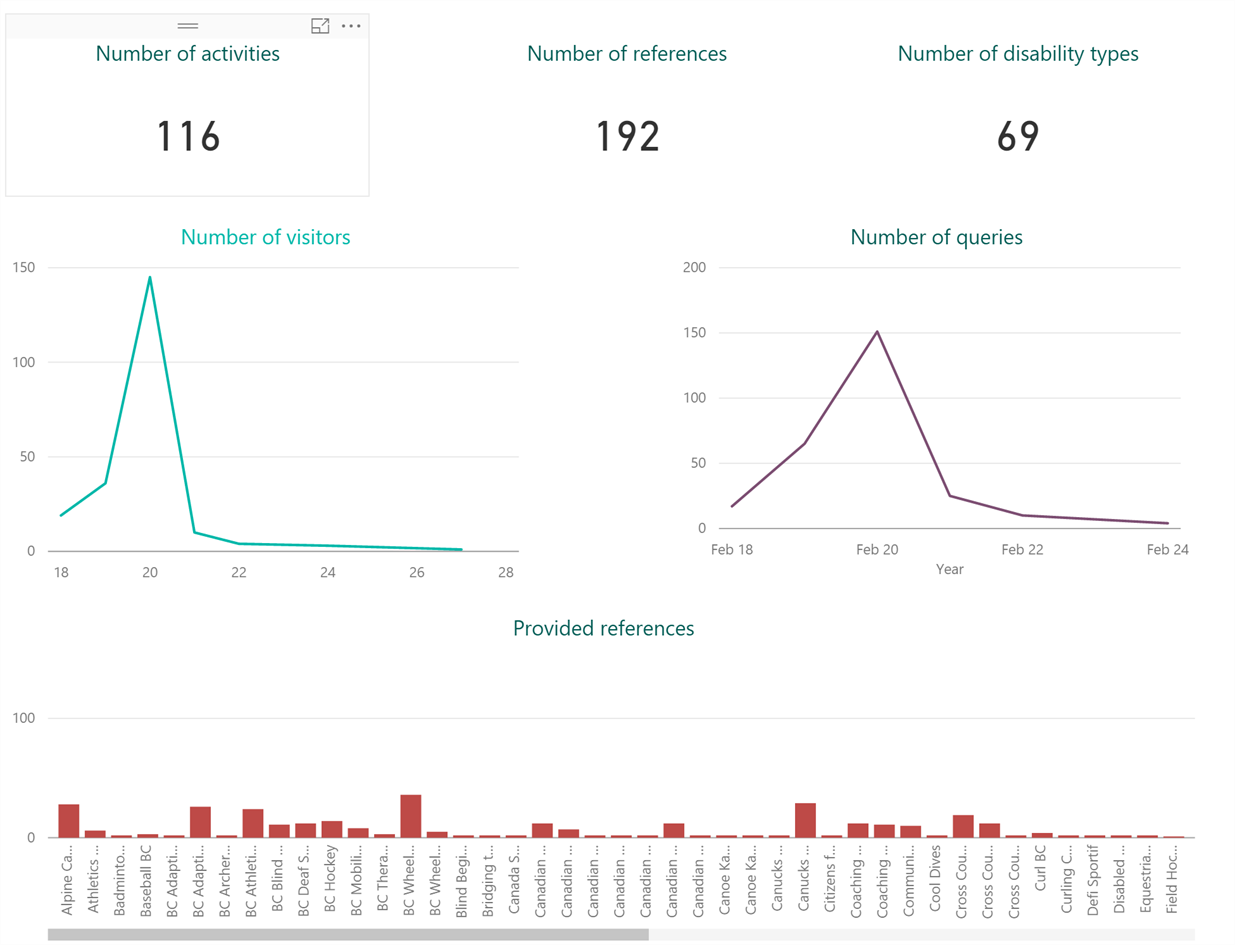 Number of activities
Number of references
Number of disability types
116
192
69
Number of visitors
Number of queries
150
100
50
0
18
20
22
24
26
28
200
150
100
50
0
Feb 18
Feb 20
Feb 22
Feb 24
Year
Provided references
100
0
Alpine Ca...
Athletics ...
Badminto...
Baseball BC
BC Adapti...
BC Adapti...
BC Archer...
BC Athleti...
BC Blind ...
BC Deaf S...
BC Hockey
BC Mobili...
BC Thera...
BC Wheel...
BC Wheel...
Blind Begi...
Bridging t...
Canada S...
Canadian ...
Canadian ...
Canadian ...
Canadian ...
Canadian ...
Canadian ...
Canadian ...
Canoe Ka...
Canoe Ka...
Canucks ...
Canucks ...
Citizens f...
Coaching ...
Coaching ...
Communi...
Cool Dives
Cross Cou...
Cross Cou...
Cross Cou...
Curl BC
Curling C...
Defi Sportif
Disabled ...
Equestria...
Field Hoc...